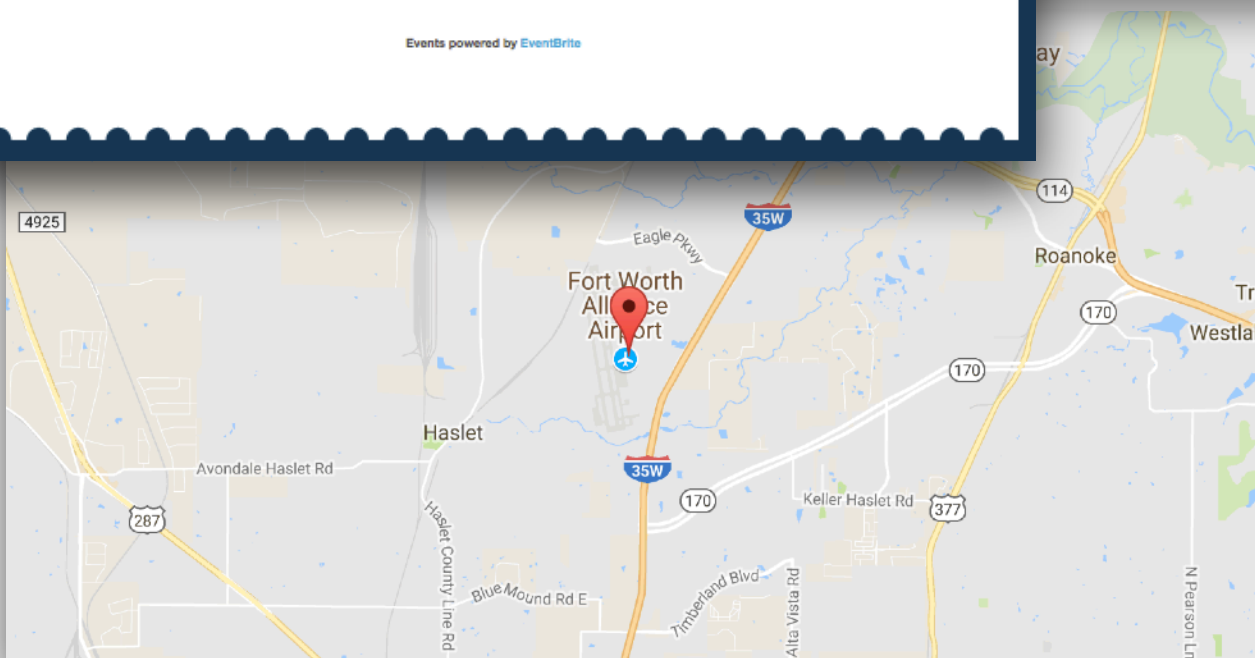 Events powered by EventBrite
ay
114
4925
35W
Eagle Pkwy
Roanoke
Fort Worth
Alliance
Airport
Tr
170
Westla
170
Haslet
Avondale Haslet Rd
35W
170
Keller Haslet Rd
377
287
Haslet County Line Rd
Blue Mound Rd E
Timberland Blvd
Alta Vista Rd
N Pearson Ln